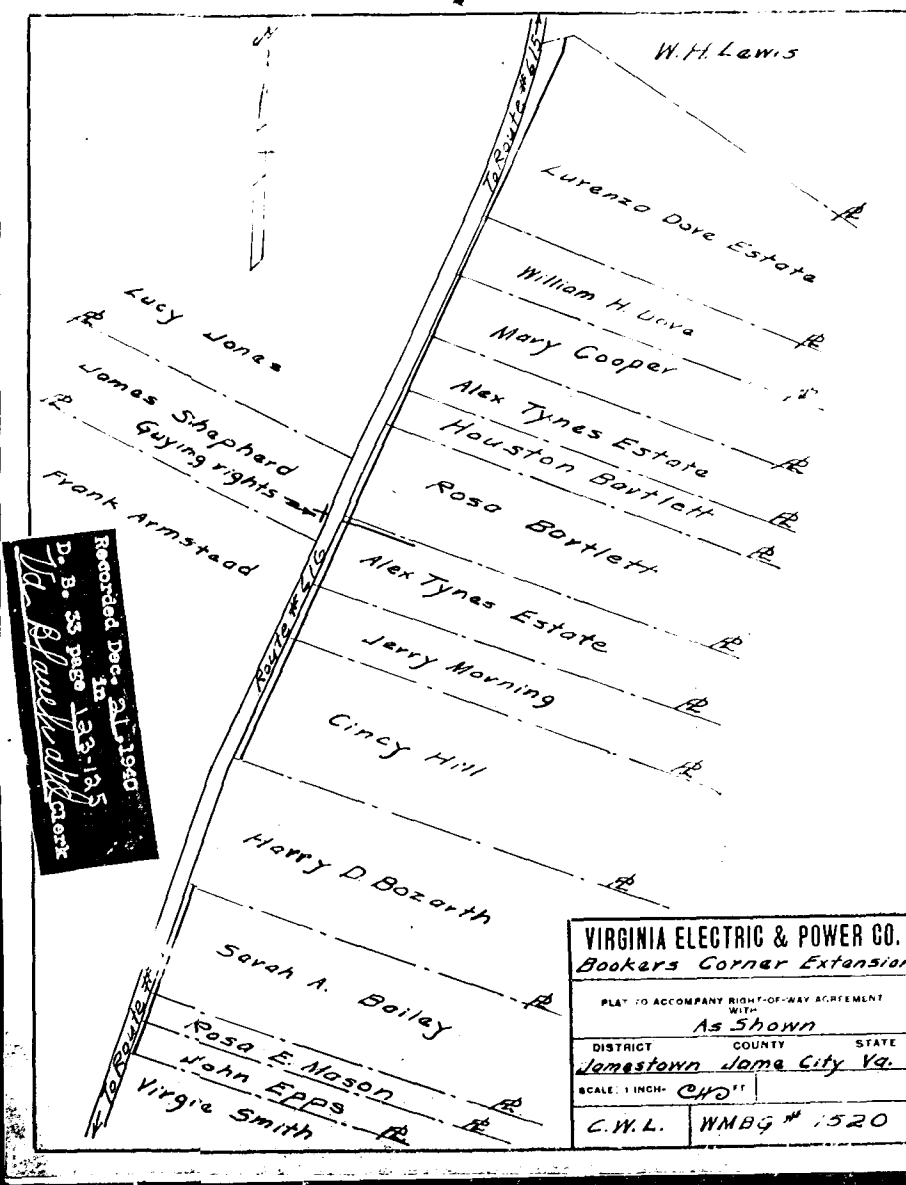 W. H. Lewis
To Route # 615
Lurenzo Dove Estate
William H. Dove
Mary Cooper
Alex Tynes Estate
Houston Bartlett
Rosa Bartlett
Lucy Jones
James Shephard
Guying rights
Frank Armstead
Alex Tynes Estate
Jerry Morning
Cincy Hill
Route # 616
Harry D. Bozarth
Sarah A. Bailey
Rosa E. Mason
John Epps
Virgie Smith
To Route #
Recorded Dec. 21, 1940
In
D. B. 33 page 123-125
Clerk
VIRGINIA ELECTRIC & POWER CO.
Bookers Corner Extension
PLAT TO ACCOMPANY RIGHT-OF-WAY AGREEMENT
WITH
As Shown
DISTRICT COUNTY STATE
Jamestown Jame City Va.
SCALE: 1 INCH- FT
C.W.L. WMBG # 1520